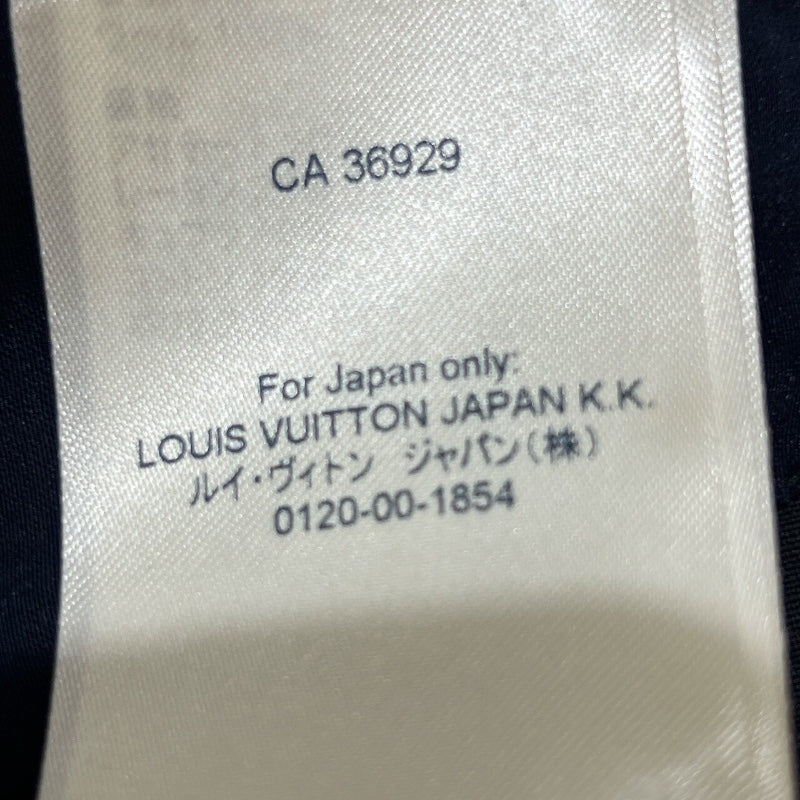 CA 36929
For Japan only:
LOUIS VUITTON JAPAN K.K.
ルイ・ヴィトン ジャパン(株)
0120-00-1854